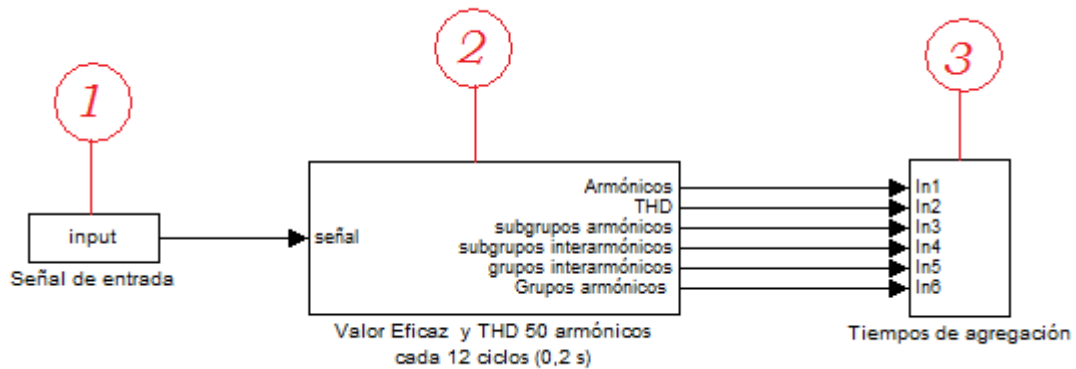 1
2
3
input
Señal de entrada
señal
Armónicos
THD
subgrupos armónicos
subgrupos interarmónicos
grupos interarmónicos
Grupos armónicos
Valor Eficaz y THD 50 armónicos
cada 12 ciclos (0,2 s)
In1
In2
In3
In4
In5
In6
Tiempos de agregación